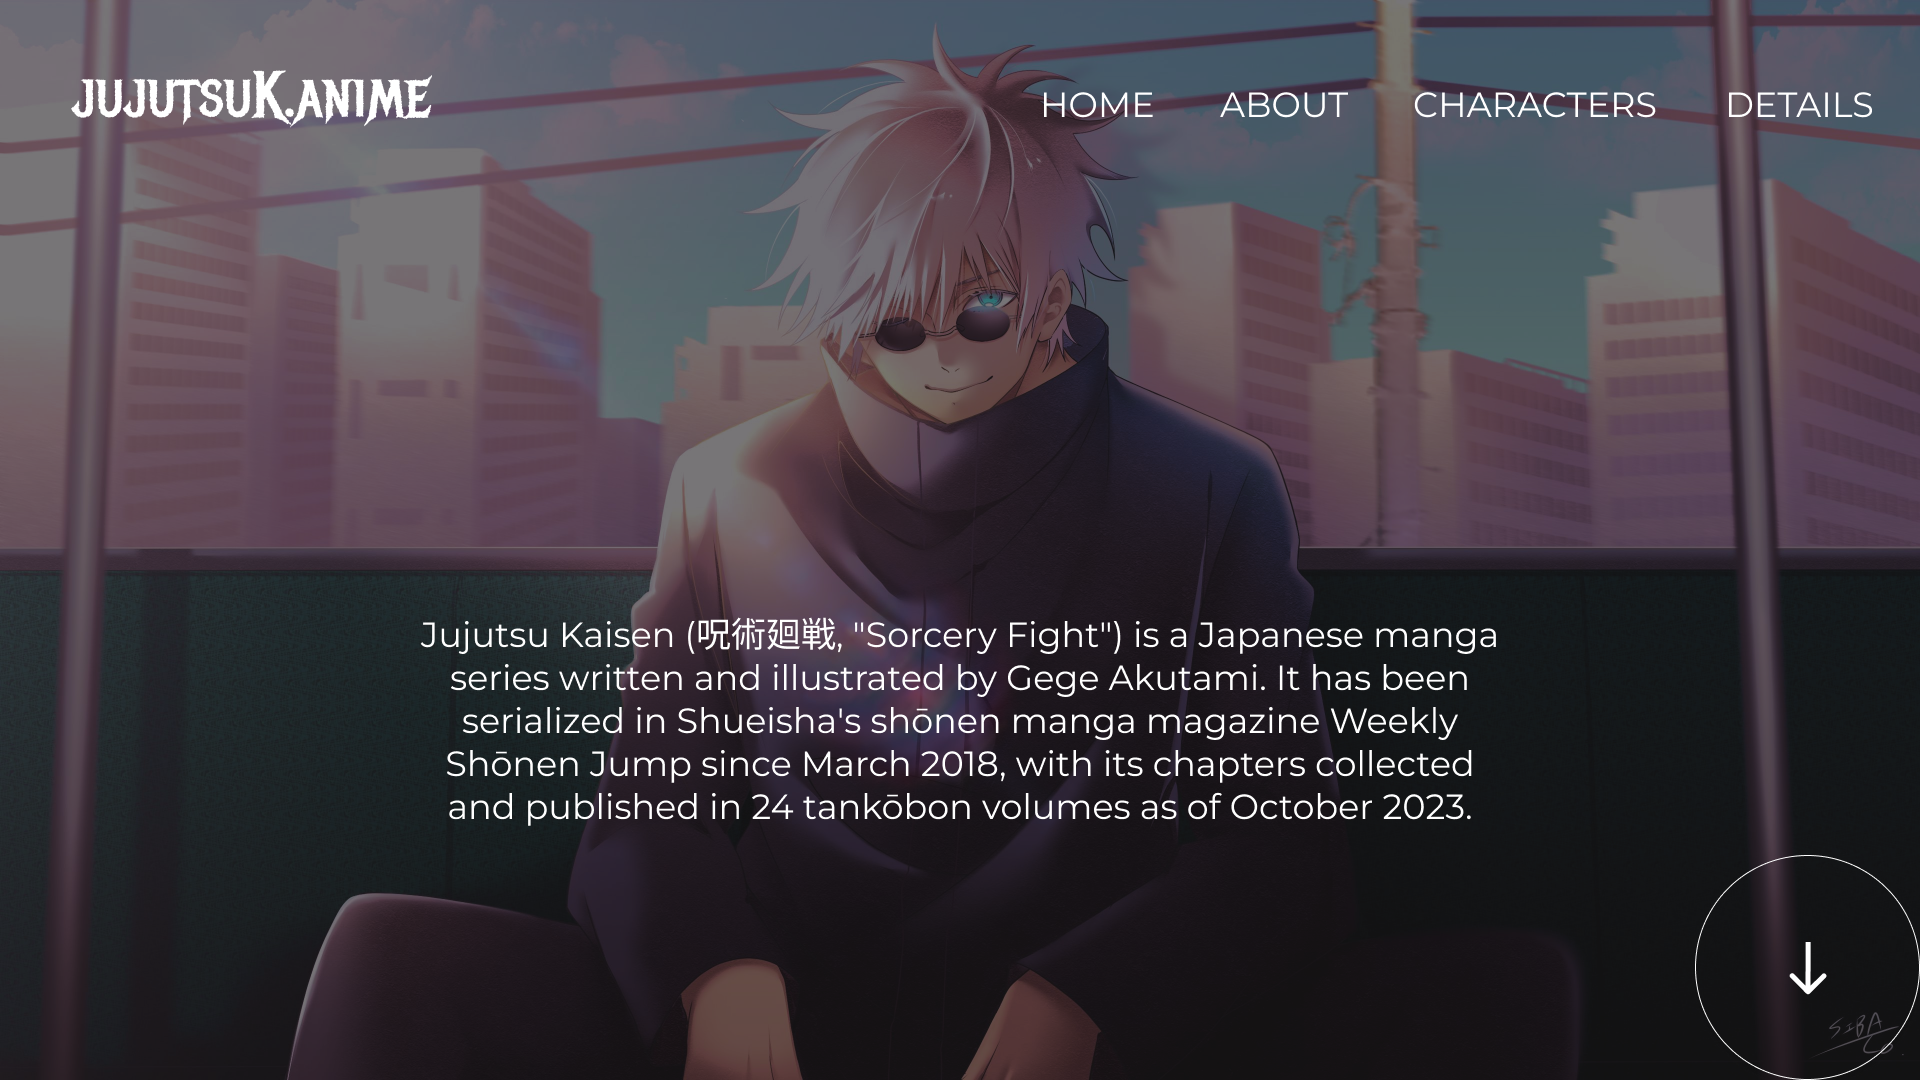 JUJUTSUK.ANIME
HOME ABOUT CHARACTERS DETAILS
Jujutsu Kaisen (呪術廻戦, "Sorcery Fight") is a Japanese manga
series written and illustrated by Gege Akutami. It has been
serialized in Shueisha's shōnen manga magazine Weekly
Shōnen Jump since March 2018, with its chapters collected
and published in 24 tankōbon volumes as of October 2023.
SIBA